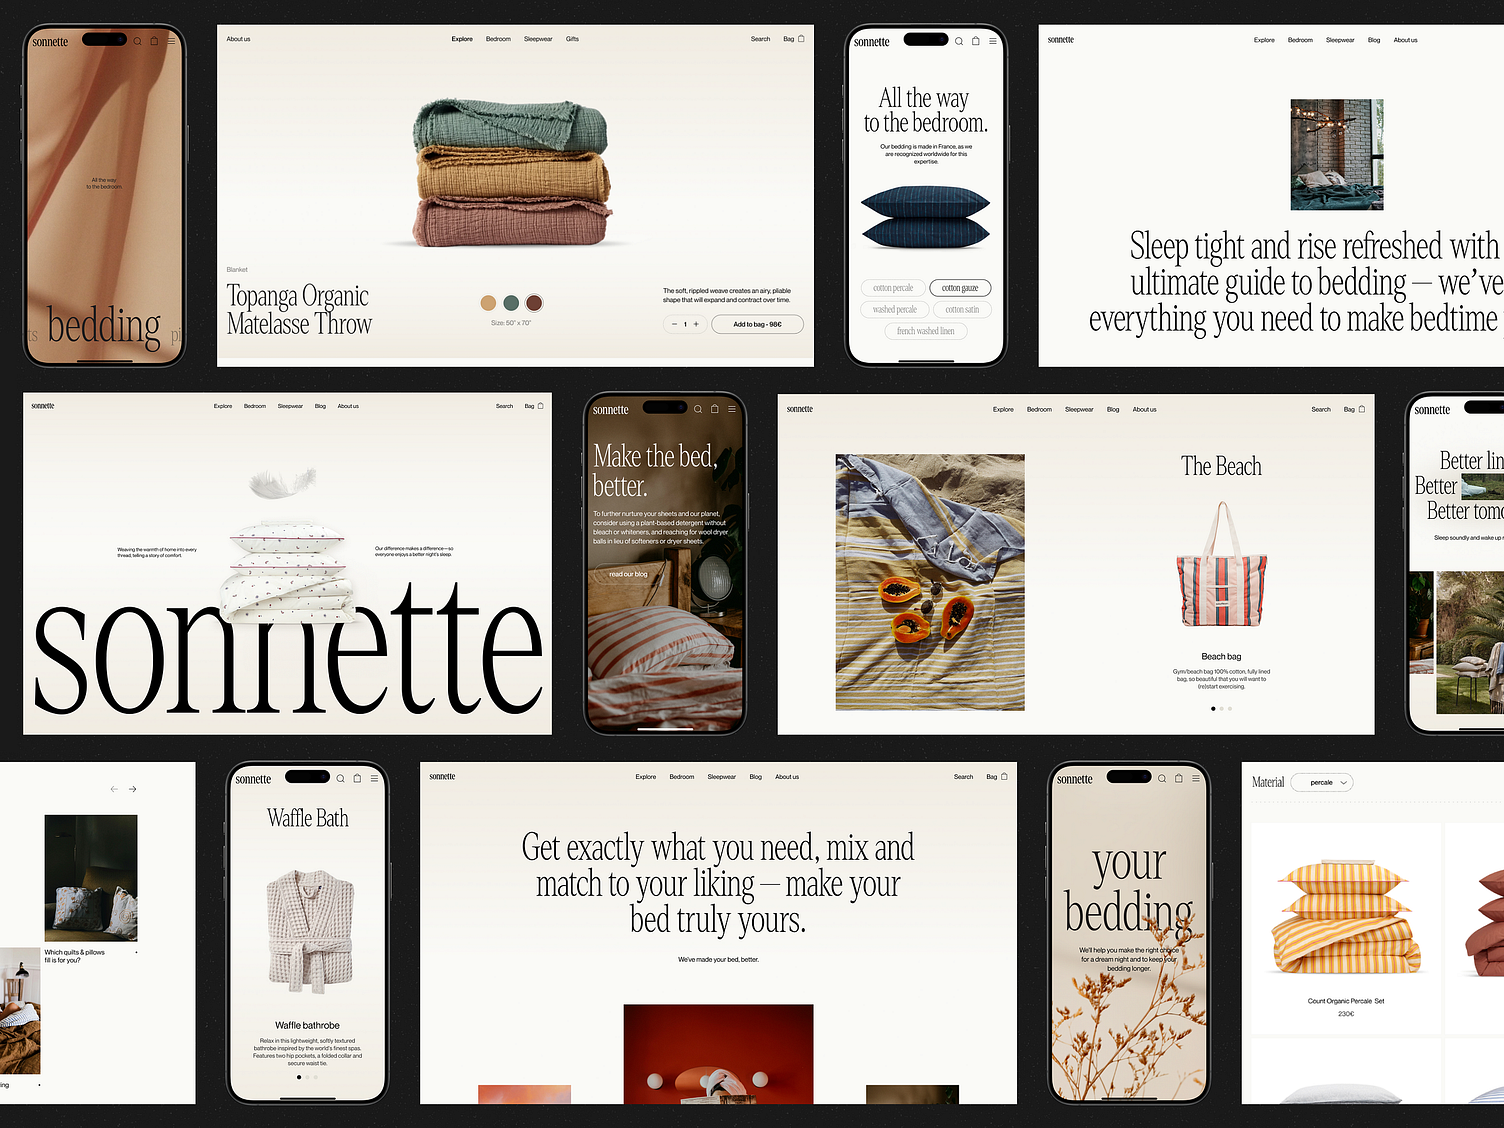 sonnette
All the way
to the bedroom.
bedding
About us
Explore
Bedroom
Sleepwear
Gifts
Search
Bag
Blanket
Topanga Organic
Matelasse Throw
Size: 50" x 70"
The soft, rippled weave creates an airy, pliable
shape that will expand and contract over time.
− 1 +
Add to bag - 98€
sonnette
All the way
to the bedroom.
Our bedding is made in France, as we
are recognized worldwide for this
expertise.
cotton percale
cotton gauze
washed percale
cotton satin
french washed linen
sonnette
Explore
Bedroom
Sleepwear
Blog
About us
Sleep tight and rise refreshed with
ultimate guide to bedding — we've
everything you need to make bedtime
sonnette
Explore
Bedroom
Sleepwear
Blog
About us
Search
Bag
Weaving the warmth of home into every
thread, telling a story of comfort.
Our difference makes a difference—so
everyone enjoys a better night's sleep.
sonnette
sonnette
Make the bed,
better.
To further nurture your sheets and our planet,
consider using a plant-based detergent without
bleach or whiteners, and reaching for wool dryer
balls in lieu of softeners or dryer sheets.
read our blog
sonnette
Explore
Bedroom
Sleepwear
Blog
About us
Search
Bag
The Beach
Beach bag
Gym/beach bag 100% cotton, fully lined
bag, so beautiful that you will want to
(re)start exercising.
sonnette
Better lin
Better
Better tomo
Sleep soundly and wake up r
Which quilts & pillows
fill is for you?
ing
sonnette
Waffle Bath
Waffle bathrobe
Relax in this lightweight, softly textured
bathrobe inspired by the world's finest spas.
Features two hip pockets, a folded collar and
secure waist tie.
sonnette
Explore
Bedroom
Sleepwear
Blog
About us
Search
Bag
Get exactly what you need, mix and
match to your liking — make your
bed truly yours.
We've made your bed, better.
sonnette
your
bedding
We'll help you make the right choice
for a dream night and to keep your
bedding longer.
Material
percale
Count Organic Percale Set
230€